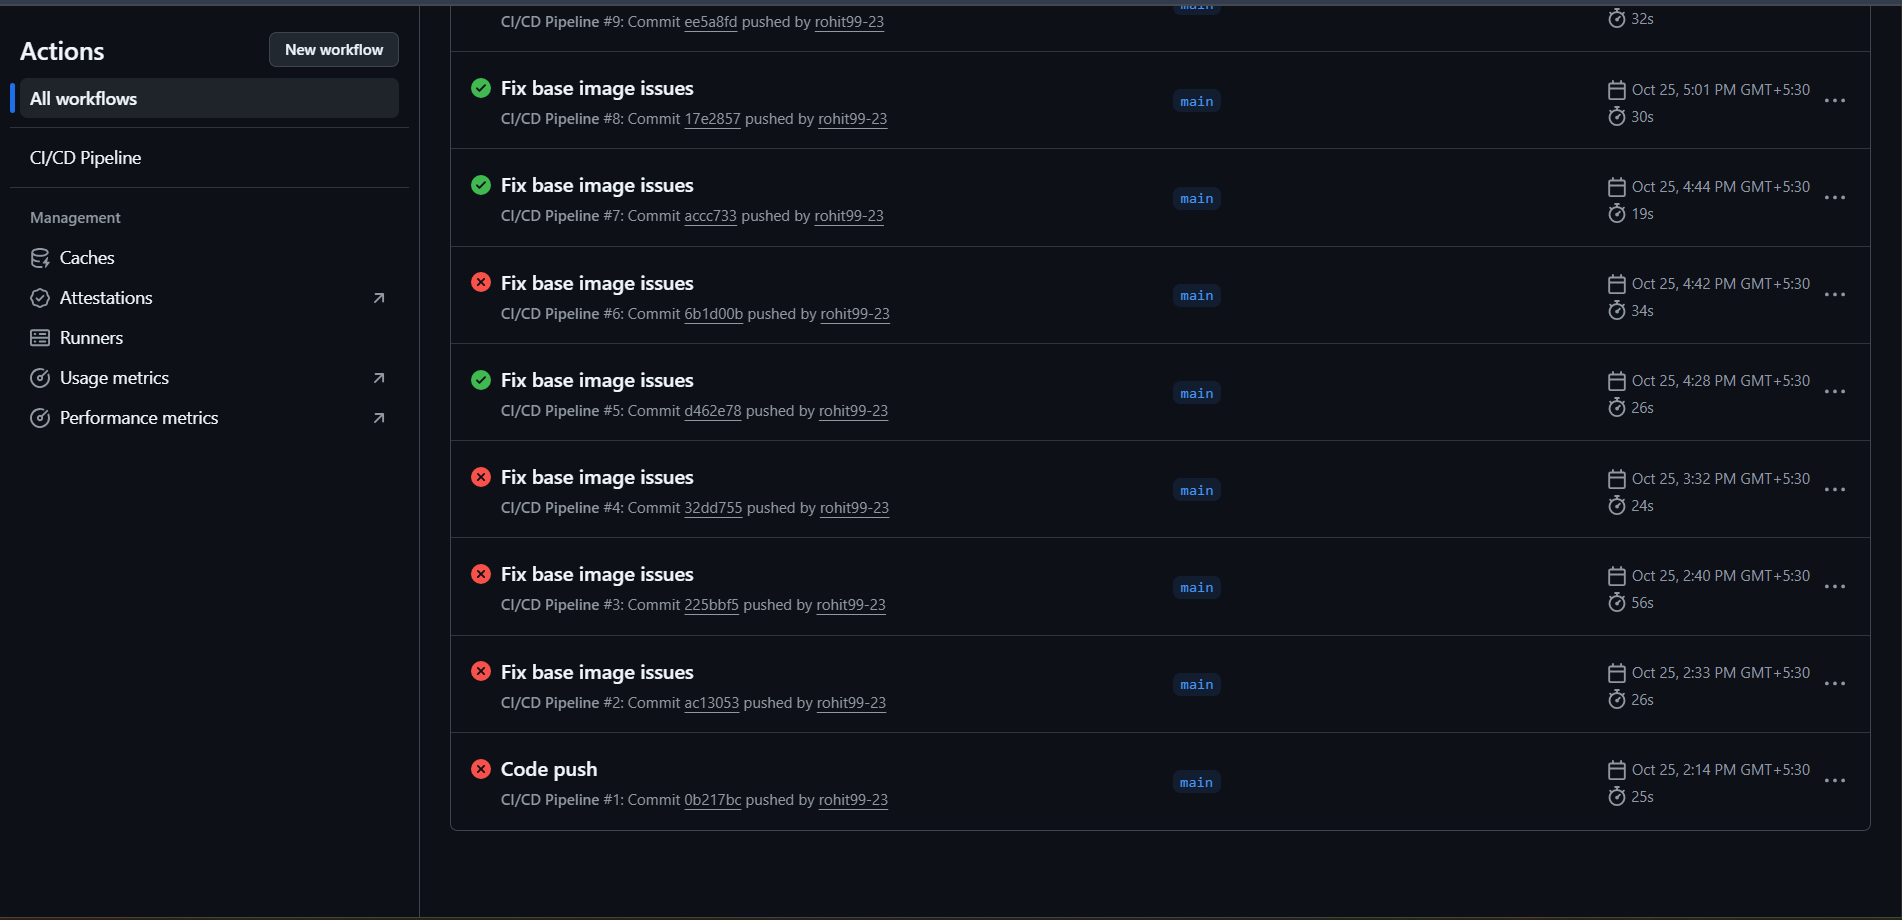 Actions
New workflow
All workflows
CI/CD Pipeline
Management
Caches
Attestations
Runners
Usage metrics
Performance metrics
main
CI/CD Pipeline #9: Commit ee5a8fd pushed by rohit99-23
32s
Fix base image issues
main
Oct 25, 5:01 PM GMT+5:30
CI/CD Pipeline #8: Commit 17e2857 pushed by rohit99-23
30s
Fix base image issues
main
Oct 25, 4:44 PM GMT+5:30
CI/CD Pipeline #7: Commit accc733 pushed by rohit99-23
19s
Fix base image issues
main
Oct 25, 4:42 PM GMT+5:30
CI/CD Pipeline #6: Commit 6b1d00b pushed by rohit99-23
34s
Fix base image issues
main
Oct 25, 4:28 PM GMT+5:30
CI/CD Pipeline #5: Commit d462e78 pushed by rohit99-23
26s
Fix base image issues
main
Oct 25, 3:32 PM GMT+5:30
CI/CD Pipeline #4: Commit 32dd755 pushed by rohit99-23
24s
Fix base image issues
main
Oct 25, 2:40 PM GMT+5:30
CI/CD Pipeline #3: Commit 225bbf5 pushed by rohit99-23
56s
Fix base image issues
main
Oct 25, 2:33 PM GMT+5:30
CI/CD Pipeline #2: Commit ac13053 pushed by rohit99-23
26s
Code push
main
Oct 25, 2:14 PM GMT+5:30
CI/CD Pipeline #1: Commit 0b217bc pushed by rohit99-23
25s